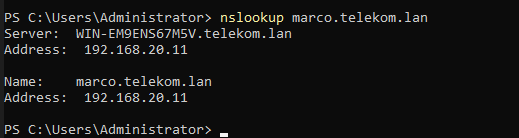 PS C:\Users\Administrator> nslookup marco.telekom.lan
Server:  WIN-EM9ENS67M5V.telekom.lan
Address:  192.168.20.11

Name:    marco.telekom.lan
Address:  192.168.20.11

PS C:\Users\Administrator>